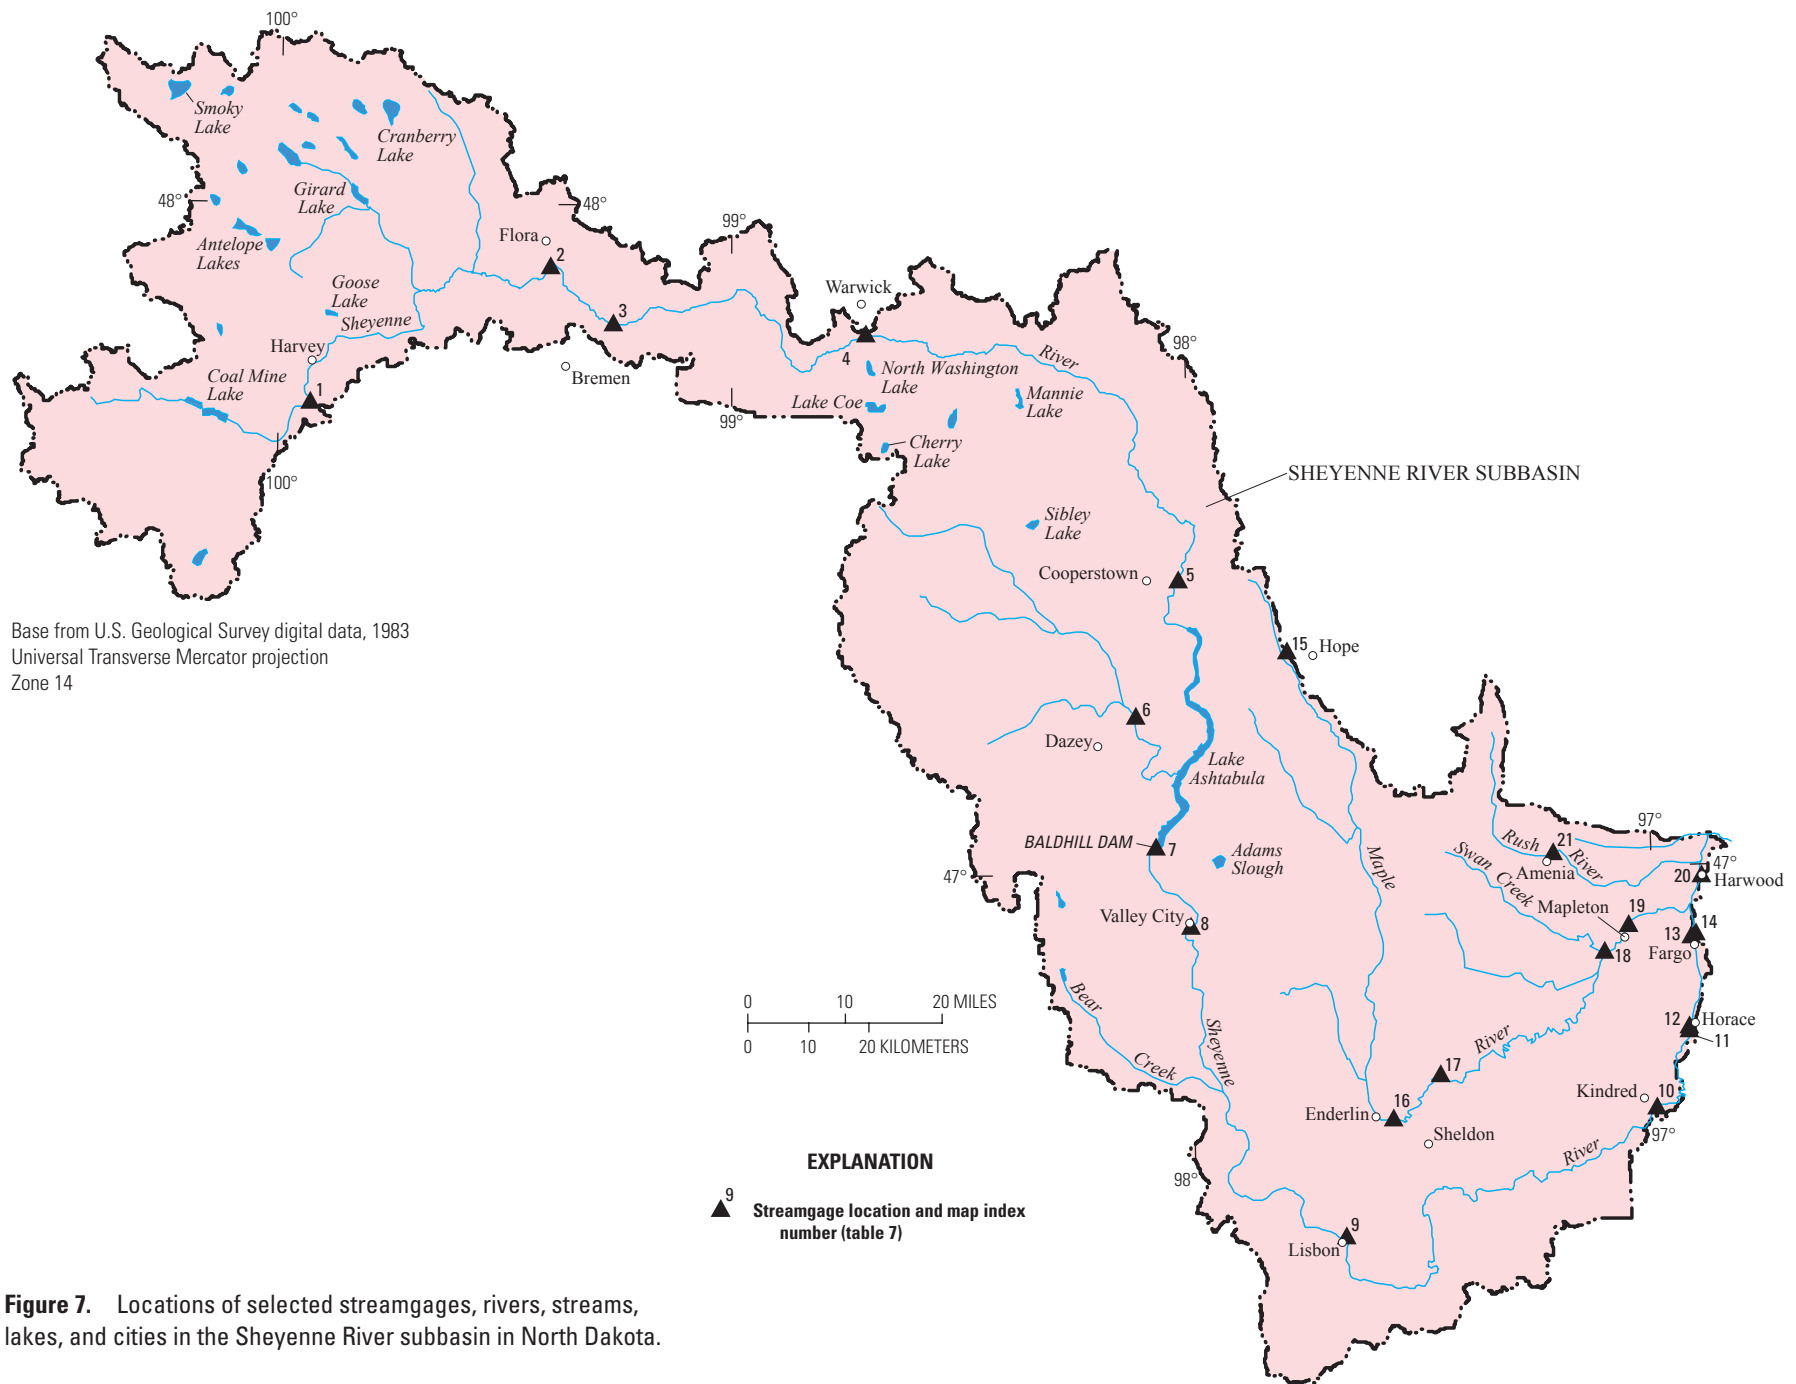 100°
Smoky
Lake
Cranberry
Lake
Girard
Lake
48°
48°
Antelope
Lakes
Flora
2
99°
Goose
Lake
Sheyenne
3
Warwick
Harvey
4
River
98°
Bremen
Coal Mine
Lake
1
North Washington
Lake
Mannie
Lake
Lake Coe
99°
Cherry
Lake
100°
SHEYENNE RIVER SUBBASIN
Sibley
Lake
Cooperstown
5
Base from U.S. Geological Survey digital data, 1983
Universal Transverse Mercator projection
Zone 14
15
Hope
6
Dazey
Lake
Ashtabula
BALDHILL DAM
7
Adams
Slough
Maple
97°
Rush
River
21
Swan
Creek
Amenia
47°
20
Harwood
47°
Valley City
8
Mapleton
19
18
13
14
Fargo
Bear
Creek
Sheyenne
0 10 20 MILES
0 10 20 KILOMETERS
12
Horace
11
River
17
Kindred
10
16
Enderlin
Sheldon
97°
River
98°
EXPLANATION
9
Streamgage location and map index
number (table 7)
9
Lisbon
Figure 7. Locations of selected streamgages, rivers, streams,
lakes, and cities in the Sheyenne River subbasin in North Dakota.